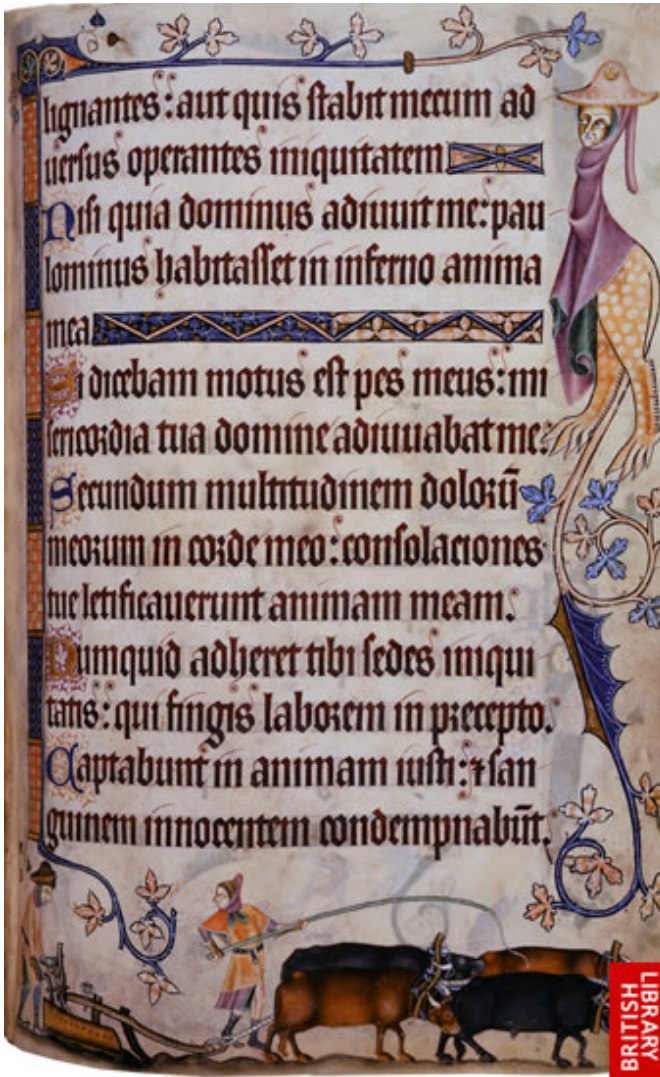 lignantes: aut quis stabit mecum ad
uersus operantes iniquitatem
Nisi quia dominus adiuuit me: pau
lominus habitasset in inferno anima
mea
Si dicebam motus est pes meus: mi
sericordia tua domine adiuuabat me:
Secundum multitudinem dolorū
meorum in corde meo: consolaciones
tue letificauerunt animam meam.
Numquid adheret tibi sedes iniqui
tatis: qui fingis laborem in precepto.
Captabunt in animam iusti: ⁊ san
guinem innocentem condempnabūt.
BRITISH
LIBRARY